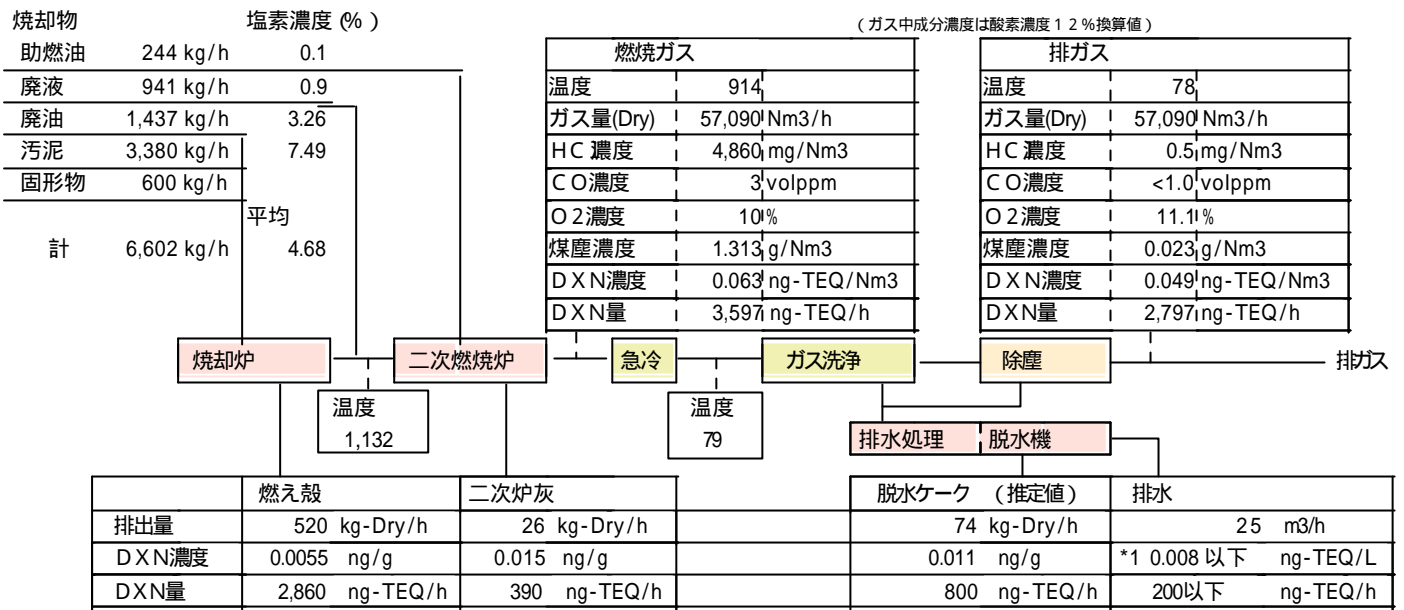 焼却物 塩素濃度(%)
(ガス中成分濃度は酸素濃度12%換算値)
助燃油 244 kg/h 0.1
廃液 941 kg/h 0.9
廃油 1,437 kg/h 3.26
汚泥 3,380 kg/h 7.49
固形物 600 kg/h
平均
計 6,602 kg/h 4.68
燃焼ガス
温度 914
ガス量(Dry) 57,090 Nm3/h
HC濃度 4,860 mg/Nm3
CO濃度 3 volppm
O2濃度 10 %
煤塵濃度 1.313 g/Nm3
DXN濃度 0.063 ng-TEQ/Nm3
DXN量 3,597 ng-TEQ/h
排ガス
温度 78
ガス量(Dry) 57,090 Nm3/h
HC濃度 0.5 mg/Nm3
CO濃度 <1.0 volppm
O2濃度 11.1 %
煤塵濃度 0.023 g/Nm3
DXN濃度 0.049 ng-TEQ/Nm3
DXN量 2,797 ng-TEQ/h
焼却炉 二次燃焼炉 急冷 ガス洗浄 除塵 排ガス
温度
1,132
温度
79
排水処理 脱水機
燃え殻 二次炉灰 脱水ケーク (推定値) 排水
排出量 520 kg-Dry/h 26 kg-Dry/h 74 kg-Dry/h 25 m3/h
DXN濃度 0.0055 ng/g 0.015 ng/g 0.011 ng/g *1 0.008 以下 ng-TEQ/L
DXN量 2,860 ng-TEQ/h 390 ng-TEQ/h 800 ng-TEQ/h 200以下 ng-TEQ/h